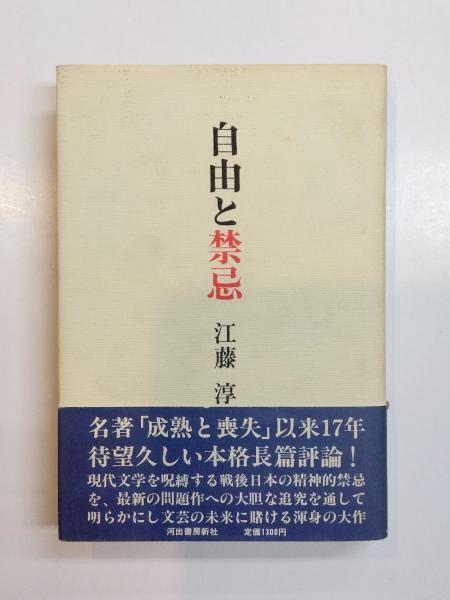 自由と禁忌
江藤 淳
名著「成熟と喪失」以来17年
待望久しい本格長篇評論!
現代文学を呪縛する戦後日本の精神的禁忌
を、最新の問題作への大胆な追究を通して
明らかにし文芸の未来に賭ける渾身の大作
河出書房新社 定価1300円